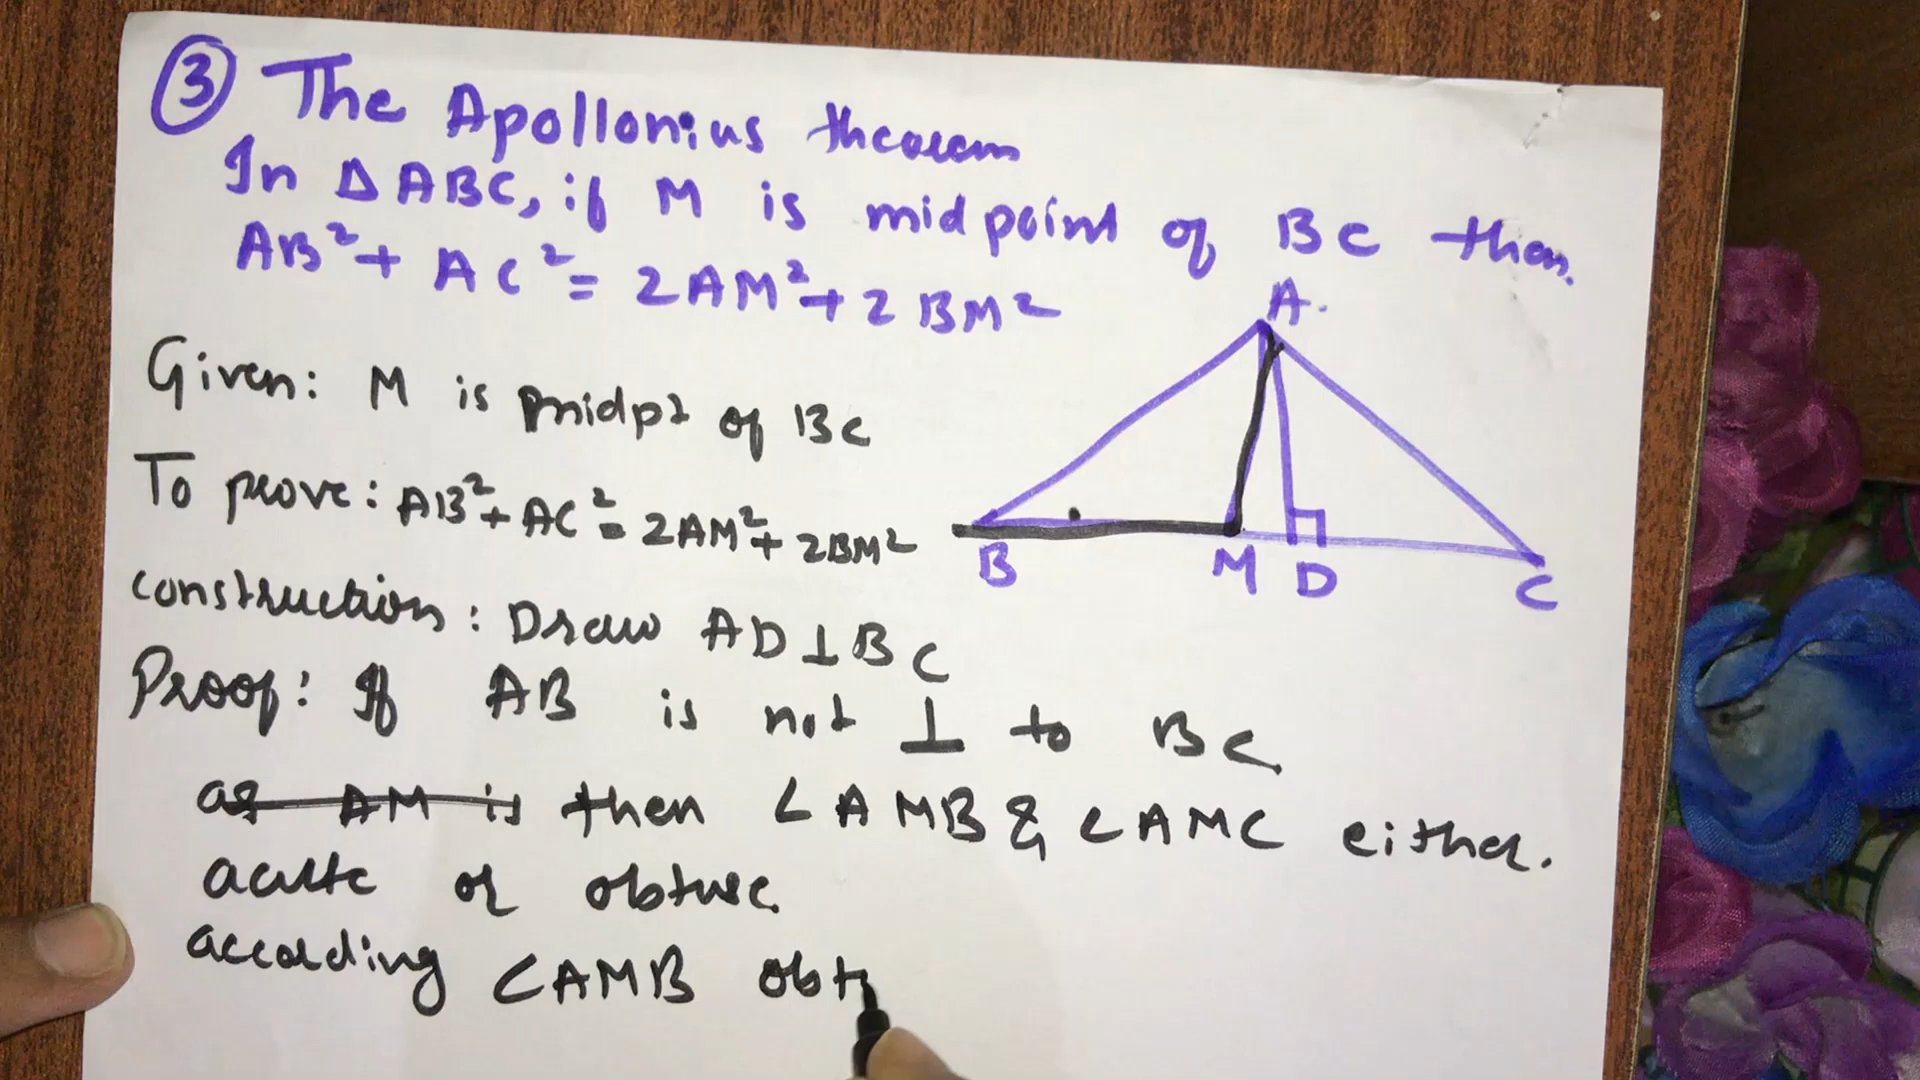 ③ The Apollonius theorem
In Δ ABC, if M is midpoint of BC then.
AB² + AC² = 2AM² + 2BM²
A.
B
M
D
C
Given: M is midpt of BC
To prove: AB² + AC² = 2AM² + 2BM²
construction: Draw AD ⊥ BC
Proof: If AB is not ⊥ to BC
as AM is then ∠AMB & ∠AMC either.
acute or obtuse
according ∠AMB obt